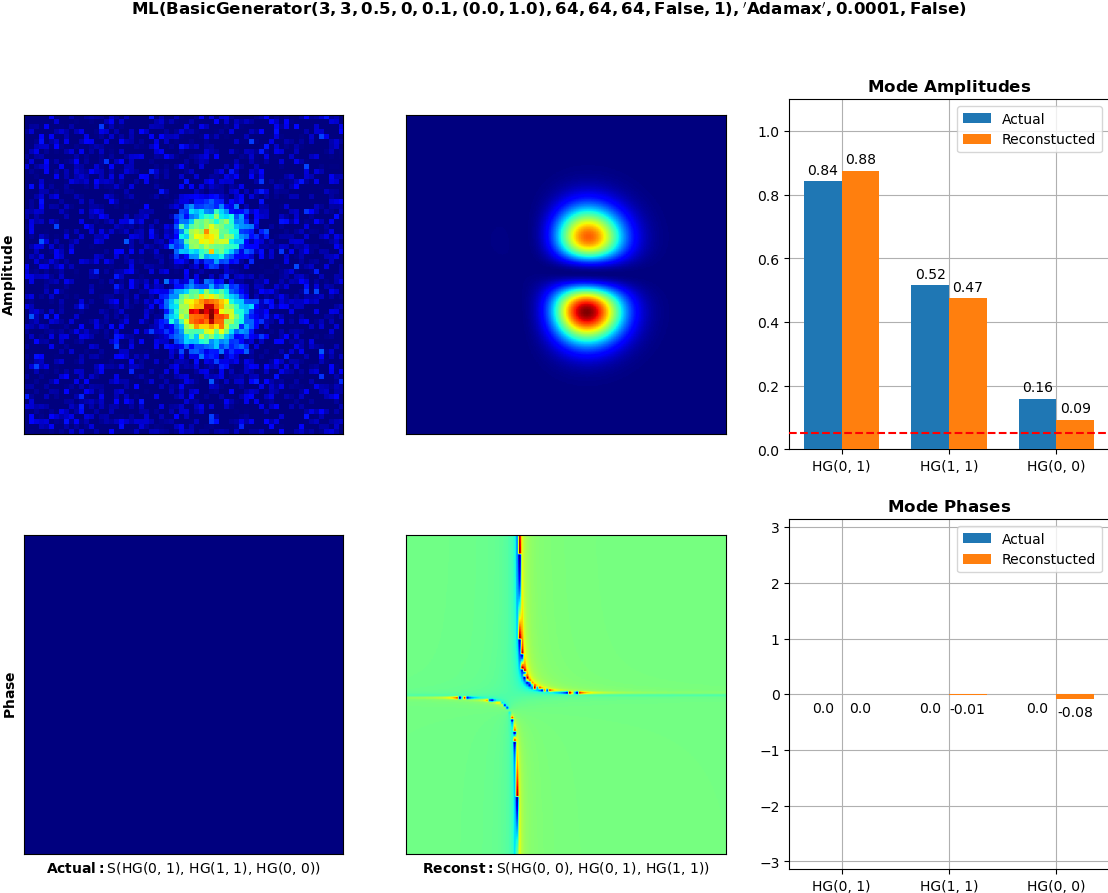 ML(BasicGenerator(3, 3, 0.5, 0, 0.1, (0.0, 1.0), 64, 64, 64, False, 1), ′Adamax′, 0.0001, False)
Amplitude
Mode Amplitudes
Actual
Reconstucted
1.0
0.8
0.6
0.4
0.2
0.0
0.84
0.88
0.52
0.47
0.16
0.09
HG(0, 1)
HG(1, 1)
HG(0, 0)
Phase
Actual: S(HG(0, 1), HG(1, 1), HG(0, 0))
Reconst: S(HG(0, 0), HG(0, 1), HG(1, 1))
Mode Phases
Actual
Reconstucted
3
2
1
0
−1
−2
−3
0.0
0.0
0.0
-0.01
0.0
-0.08
HG(0, 1)
HG(1, 1)
HG(0, 0)